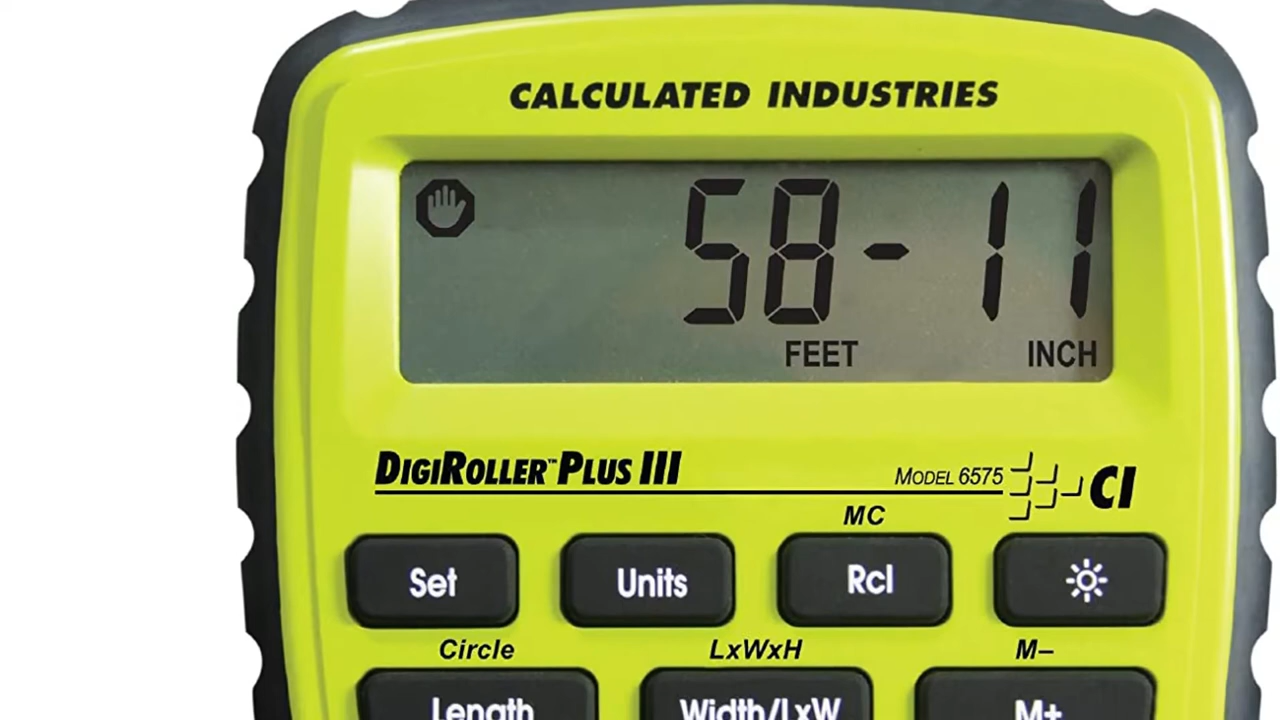 CALCULATED INDUSTRIES
58-11
FEET INCH
DIGIROLLER™ PLUS III
MODEL 6575 CI
MC
Set Units Rcl
Circle LxWxH M–
Length Width/LxW M+